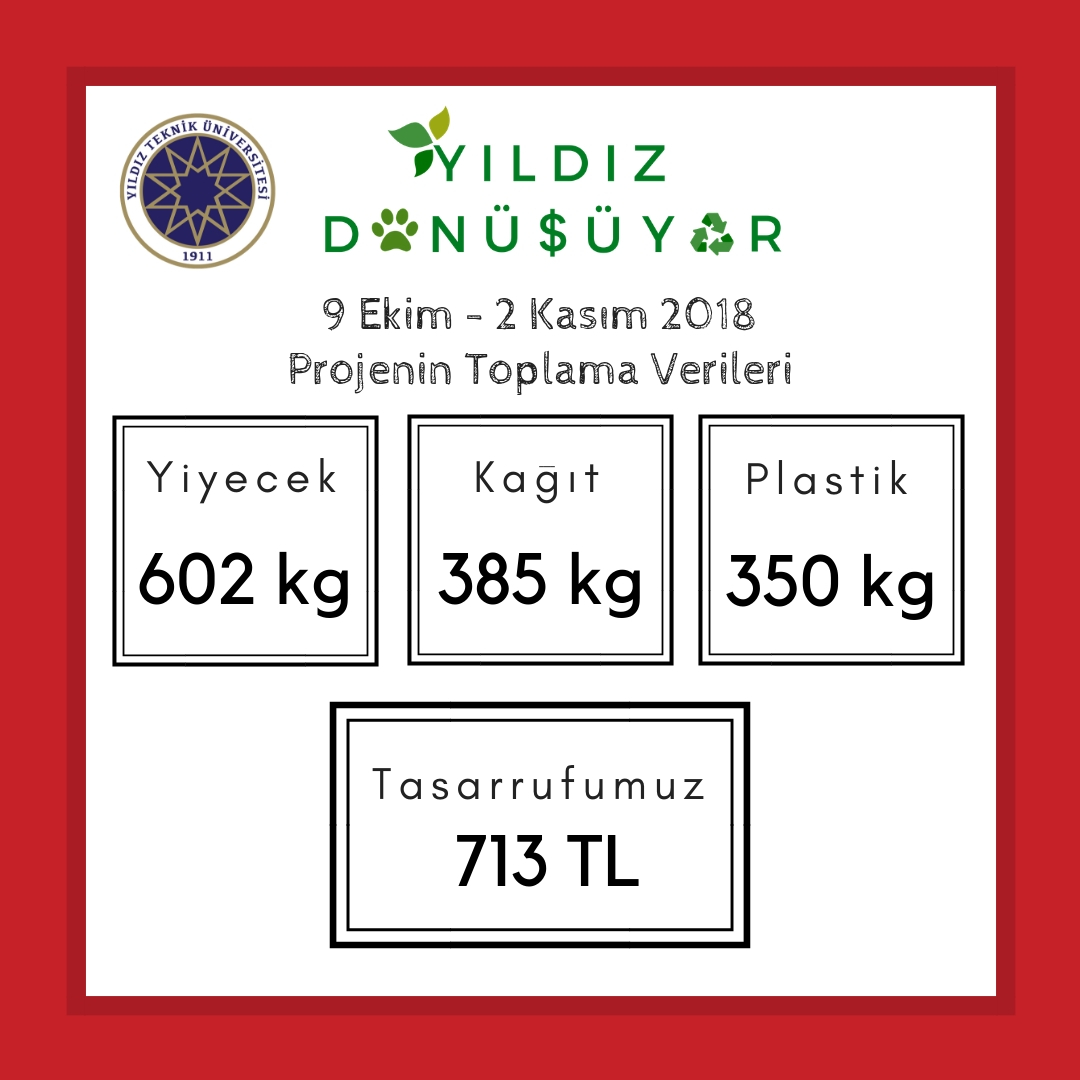 YILDIZ TEKNİK ÜNİVERSİTESİ
1911
YILDIZ
DÖNÜŞÜYOR
9 Ekim - 2 Kasım 2018
Projenin Toplama Verileri
Yiyecek
602 kg
Kağıt
385 kg
Plastik
350 kg
Tasarrufumuz
713 TL